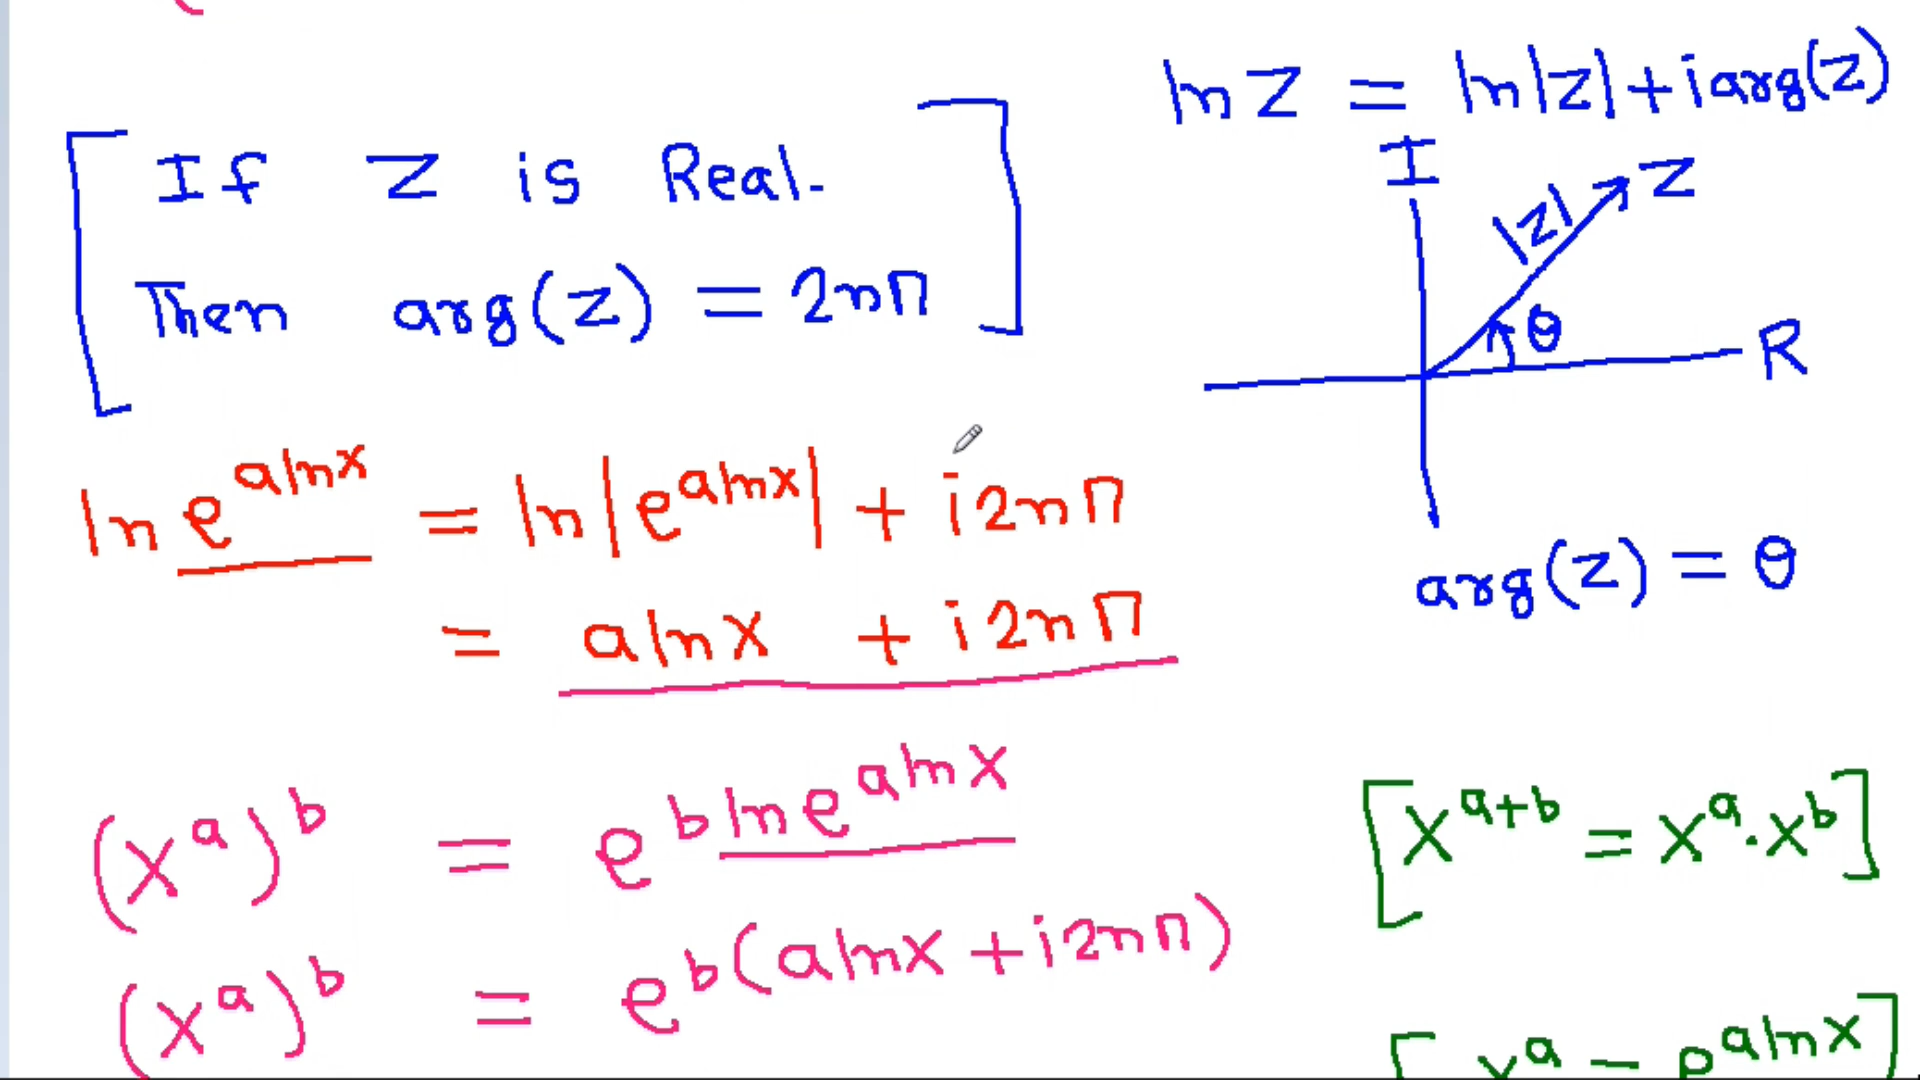 If Z is Real.
Then arg(z) = 2nπ
ln Z = ln|z| + i arg(z)
I
Z
|z|
θ
R
arg(z) = θ
ln e^{a ln x} = ln|e^{a ln x}| + i2nπ
= a ln x + i2nπ
(x^a)^b = e^{b ln e^{a ln x}}
(x^a)^b = e^{b(a ln x + i2nπ)}
[x^{a+b} = x^a · x^b]
[x^a = e^{a ln x}]